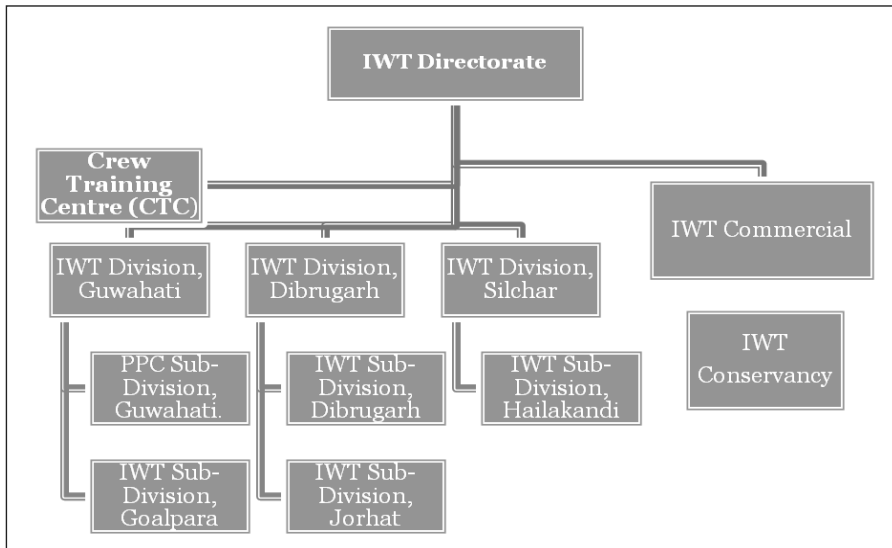 IWT Directorate
Crew
Training
Centre (CTC)
IWT Commercial
IWT Division,
Guwahati
IWT Division,
Dibrugarh
IWT Division,
Silchar
IWT
Conservancy
PPC Sub-
Division,
Guwahati.
IWT Sub-
Division,
Dibrugarh
IWT Sub-
Division,
Hailakandi
IWT Sub-
Division,
Goalpara
IWT Sub-
Division,
Jorhat